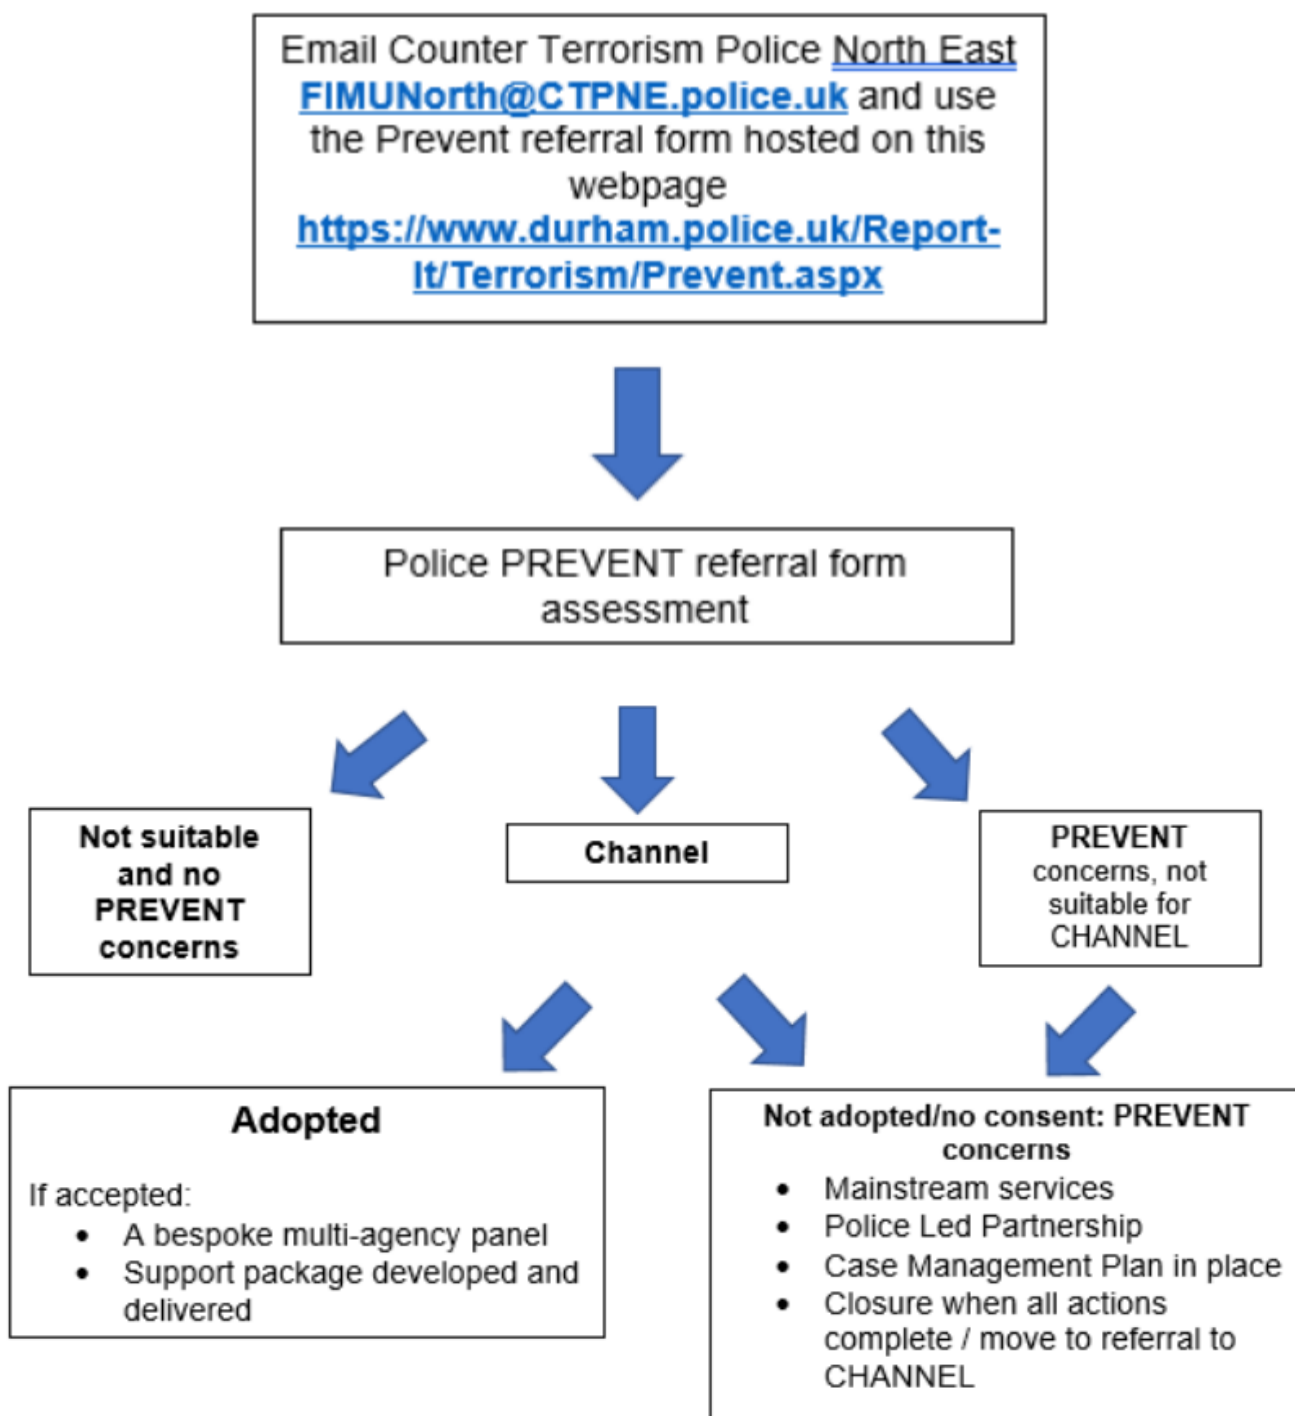 Email Counter Terrorism Police North East
FIMUNorth@CTPNE.police.uk and use
the Prevent referral form hosted on this
webpage
https://www.durham.police.uk/Report-
It/Terrorism/Prevent.aspx
Police PREVENT referral form
assessment
Not suitable
and no
PREVENT
concerns
Channel
PREVENT
concerns, not
suitable for
CHANNEL
Adopted
If accepted:
• A bespoke multi-agency panel
• Support package developed and
delivered
Not adopted/no consent: PREVENT
concerns
• Mainstream services
• Police Led Partnership
• Case Management Plan in place
• Closure when all actions
complete / move to referral to
CHANNEL